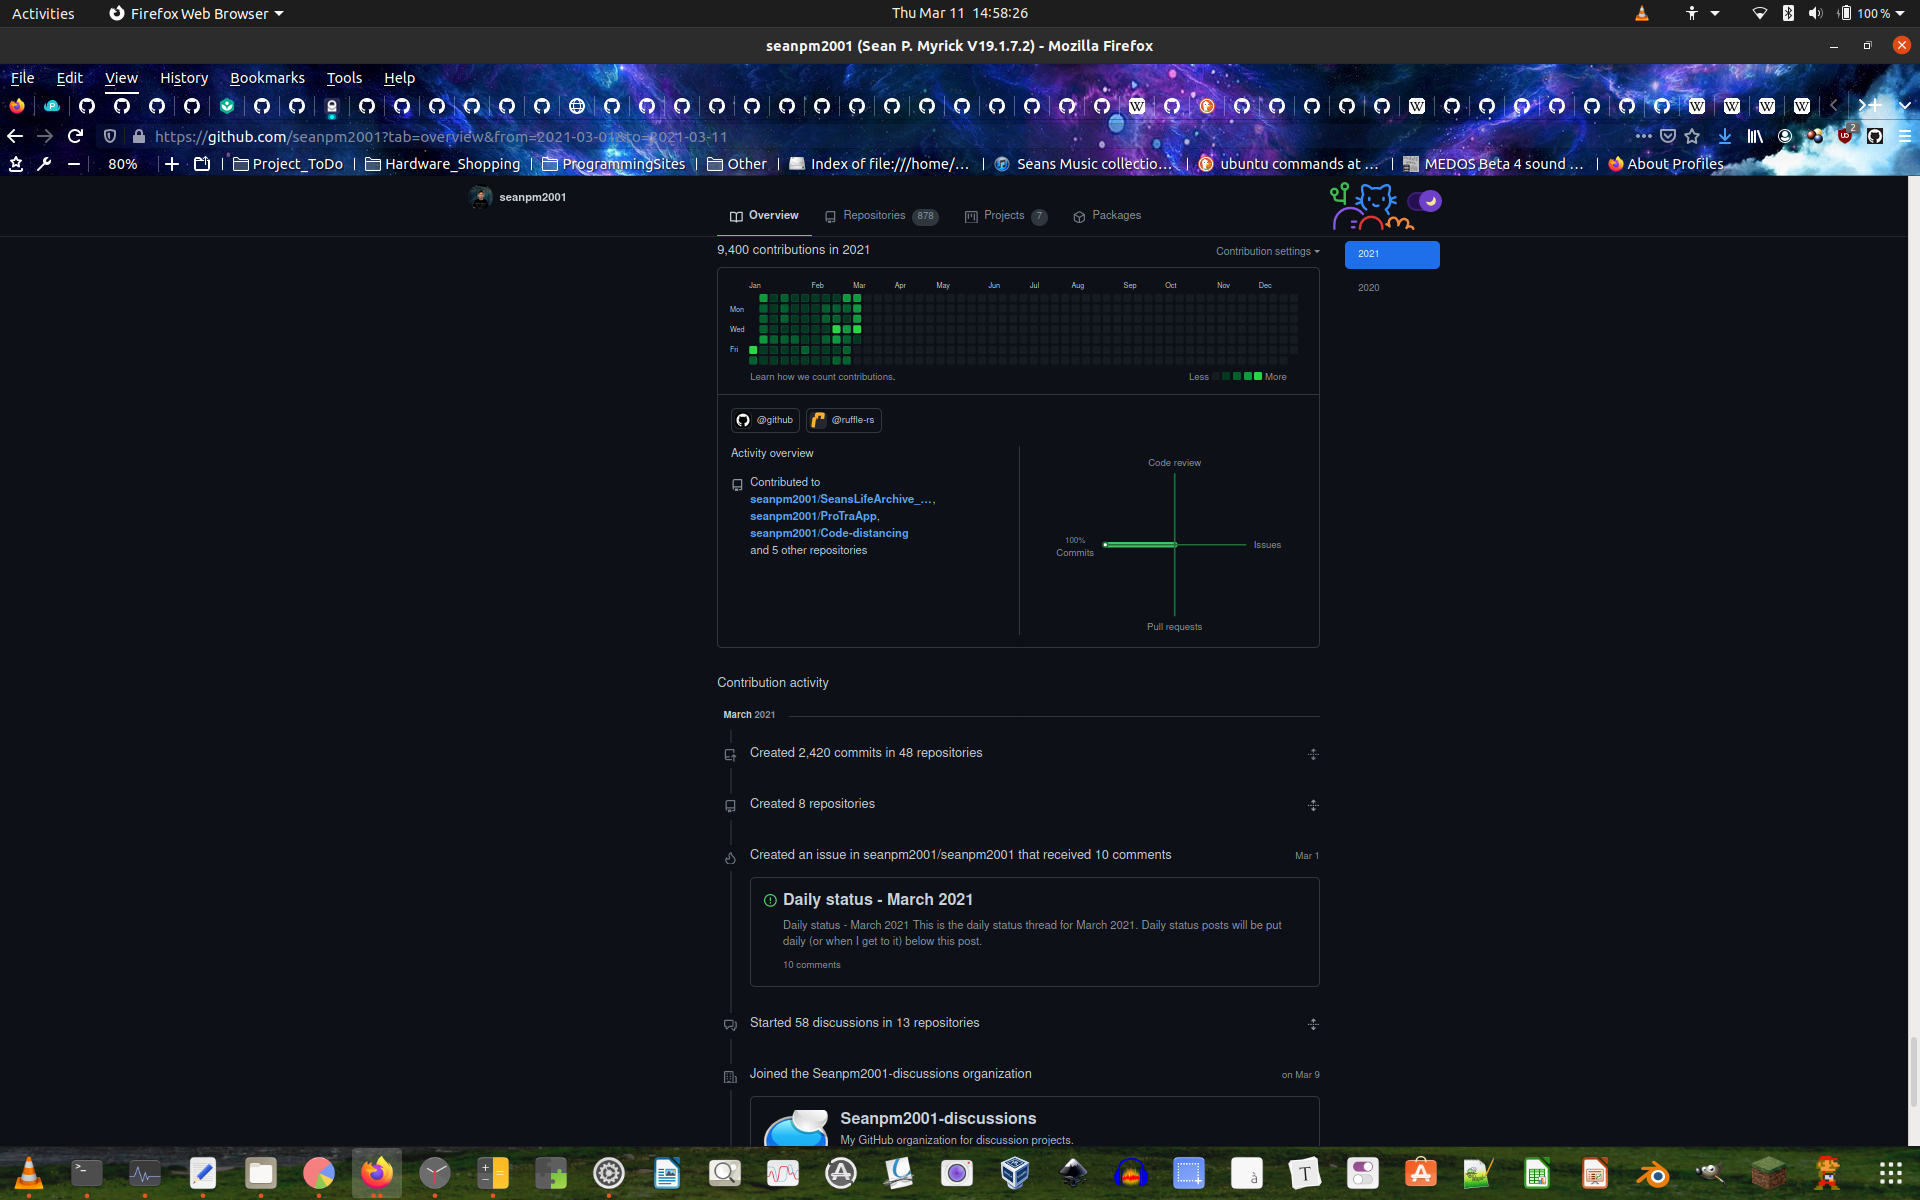 Activities
Firefox Web Browser
Thu Mar 11 14:58:26
100 %
seanpm2001 (Sean P. Myrick V19.1.7.2) - Mozilla Firefox
File Edit View History Bookmarks Tools Help
https://github.com/seanpm2001?tab=overview&from=2021-03-01&to=2021-03-11
2
80%
Project_ToDo
Hardware_Shopping
ProgrammingSites
Other
Index of file:///home/…
Seans Music collectio…
ubuntu commands at …
MEDOS Beta 4 sound …
About Profiles
seanpm2001
Overview
Repositories 878
Projects 7
Packages
9,400 contributions in 2021
Contribution settings
2021
2020
Jan Feb Mar Apr May Jun Jul Aug Sep Oct Nov Dec
Mon
Wed
Fri
Learn how we count contributions.
Less
More
@github
@ruffle-rs
Activity overview
Contributed to
seanpm2001/SeansLifeArchive_…,
seanpm2001/ProTraApp,
seanpm2001/Code-distancing
and 5 other repositories
Code review
100%
Commits
Issues
Pull requests
Contribution activity
March 2021
Created 2,420 commits in 48 repositories
Created 8 repositories
Created an issue in seanpm2001/seanpm2001 that received 10 comments
Mar 1
Daily status - March 2021
Daily status - March 2021 This is the daily status thread for March 2021. Daily status posts will be put
daily (or when I get to it) below this post.
10 comments
Started 58 discussions in 13 repositories
Joined the Seanpm2001-discussions organization
on Mar 9
Seanpm2001-discussions
My GitHub organization for discussion projects.